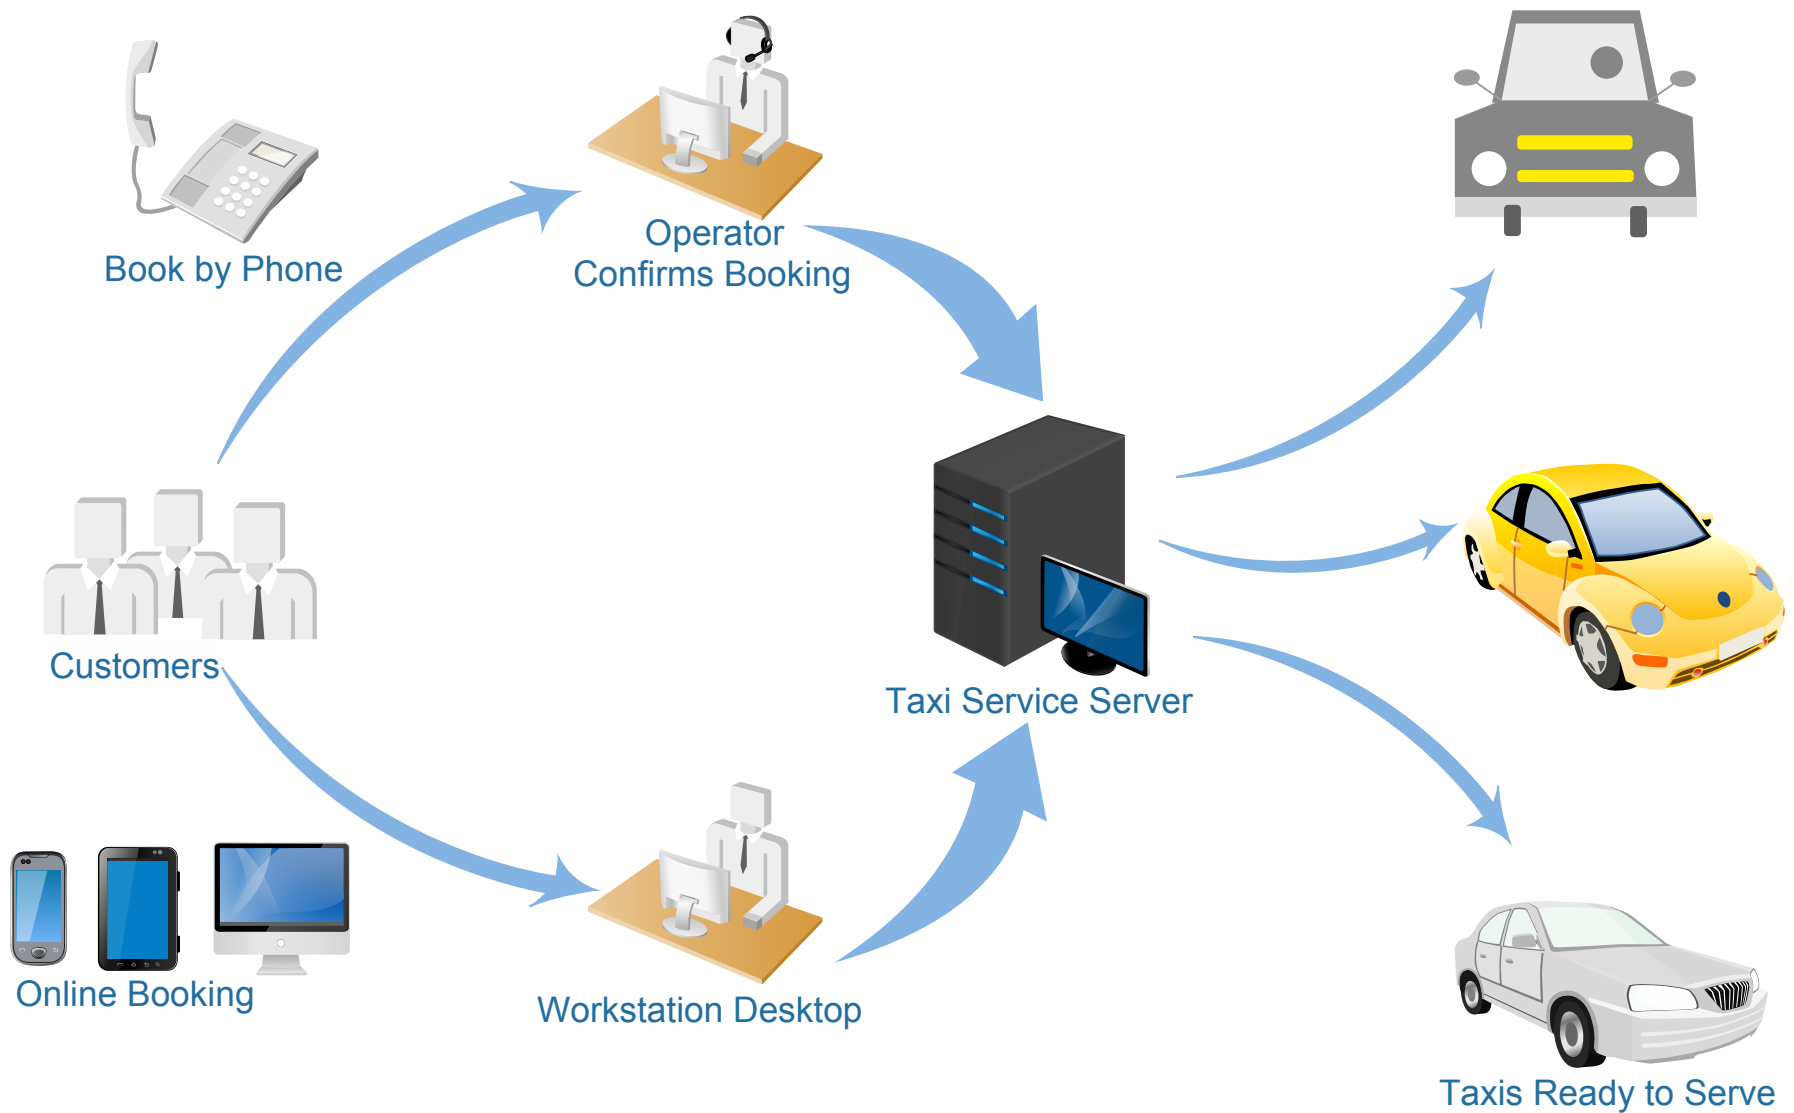 Book by Phone
Operator
Confirms Booking
Customers
Taxi Service Server
Online Booking
Workstation Desktop
Taxis Ready to Serve